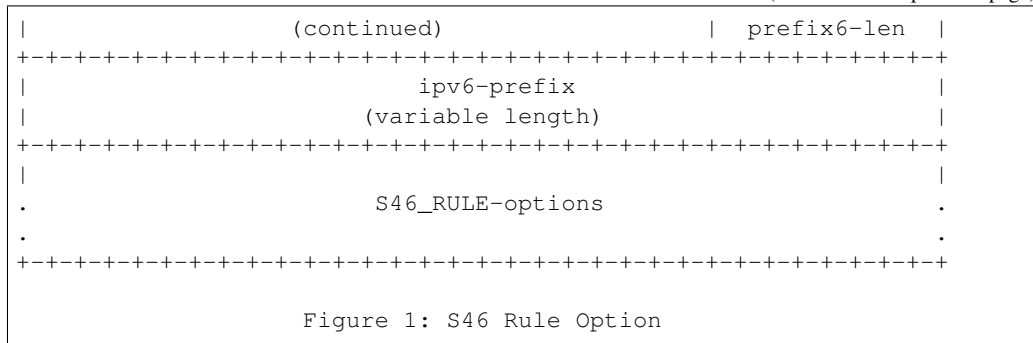 |                  (continued)                  |  prefix6-len  |
+-+-+-+-+-+-+-+-+-+-+-+-+-+-+-+-+-+-+-+-+-+-+-+-+-+-+-+-+-+-+-+-+
|                           ipv6-prefix                         |
|                       (variable length)                       |
+-+-+-+-+-+-+-+-+-+-+-+-+-+-+-+-+-+-+-+-+-+-+-+-+-+-+-+-+-+-+-+-+
|                                                               |
.                        S46_RULE-options                       .
.                                                               .
+-+-+-+-+-+-+-+-+-+-+-+-+-+-+-+-+-+-+-+-+-+-+-+-+-+-+-+-+-+-+-+-+
Figure 1: S46 Rule Option